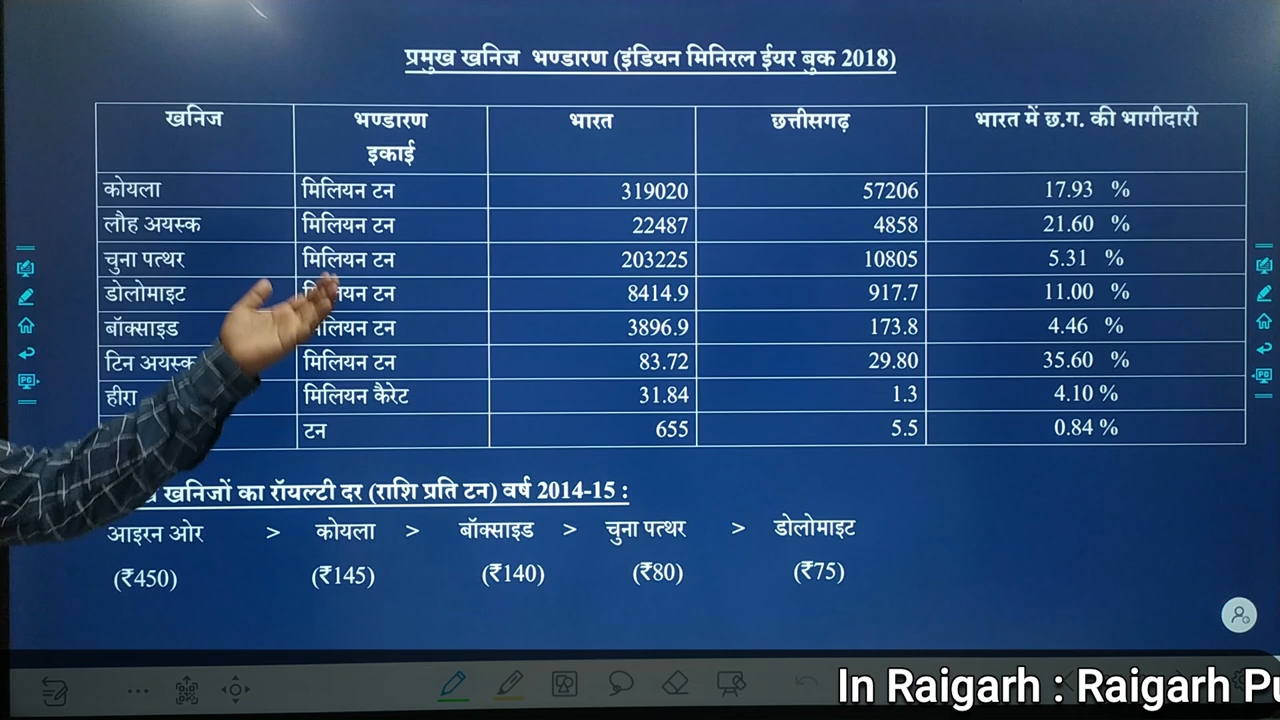 प्रमुख खनिज भण्डारण (इंडियन मिनिरल ईयर बुक 2018)
खनिज भण्डारण इकाई भारत छत्तीसगढ़ भारत में छ.ग. की भागीदारी
कोयला मिलियन टन 319020 57206 17.93 %
लौह अयस्क मिलियन टन 22487 4858 21.60 %
चुना पत्थर मिलियन टन 203225 10805 5.31 %
डोलोमाइट टन 8414.9 917.7 11.00 %
बॉक्साइड टन 3896.9 173.8 4.46 %
टिन अयस्क मिलियन टन 83.72 29.80 35.60 %
हीरा मिलियन कैरेट 31.84 1.3 4.10 %
टन 655 5.5 0.84 %
खनिजों का रॉयल्टी दर (राशि प्रति टन) वर्ष 2014-15 :
आइरन ओर > कोयला > बॉक्साइड > चुना पत्थर > डोलोमाइट
(₹450) (₹145) (₹140) (₹80) (₹75)
In Raigarh : Raigarh